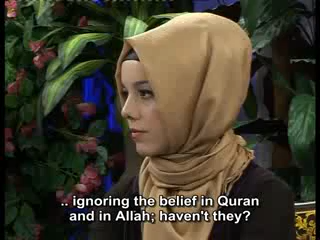 .. ignoring the belief in Quran
and in Allah; haven't they?